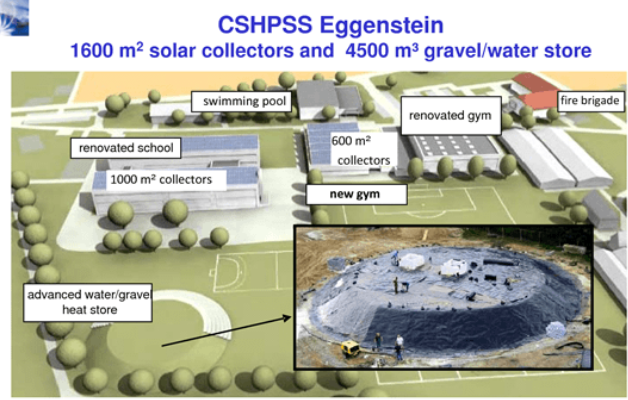 CSHPSS Eggenstein
1600 m² solar collectors and 4500 m³ gravel/water store
swimming pool
fire brigade
renovated gym
renovated school
600 m²
collectors
1000 m² collectors
new gym
advanced water/gravel
heat store